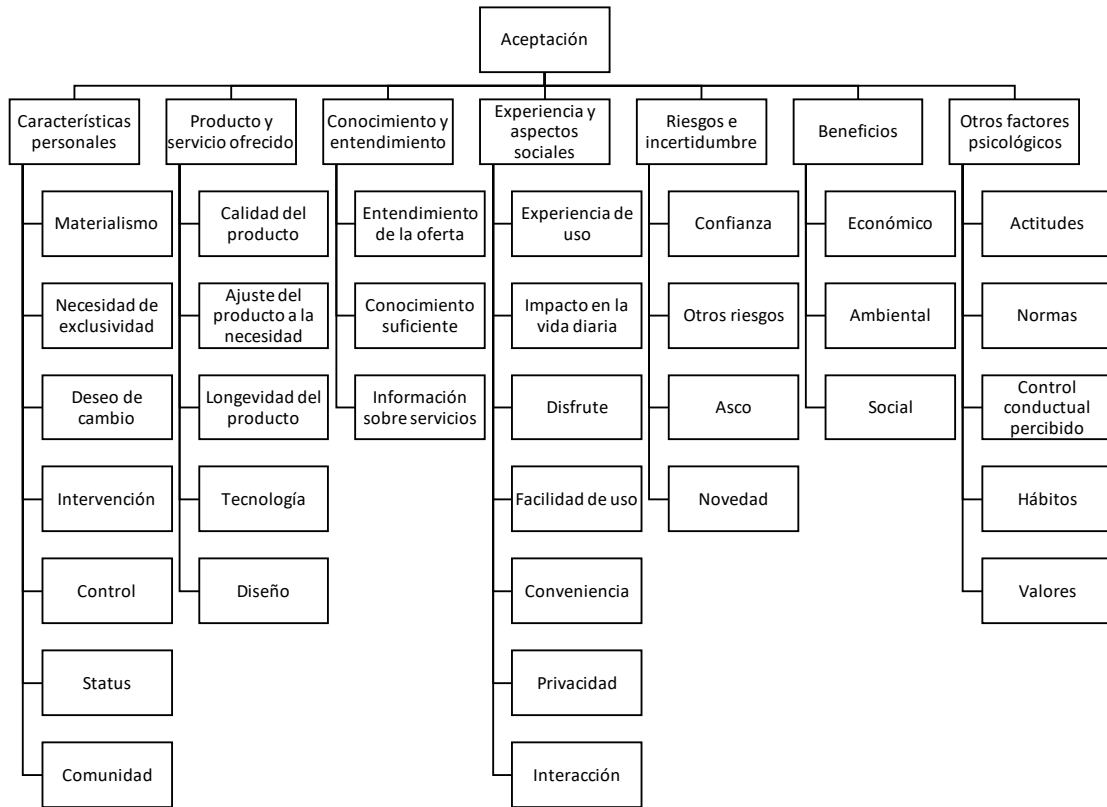 Aceptación
Características
personales
Producto y
servicio ofrecido
Conocimiento y
entendimiento
Experiencia y
aspectos
sociales
Riesgos e
incertidumbre
Beneficios
Otros factores
psicológicos
Materialismo
Necesidad de
exclusividad
Deseo de
cambio
Intervención
Control
Status
Comunidad
Calidad del
producto
Ajuste del
producto a la
necesidad
Longevidad del
producto
Tecnología
Diseño
Entendimiento
de la oferta
Conocimiento
suficiente
Información
sobre servicios
Experiencia de
uso
Impacto en la
vida diaria
Disfrute
Facilidad de uso
Conveniencia
Privacidad
Interacción
Confianza
Otros riesgos
Asco
Novedad
Económico
Ambiental
Social
Actitudes
Normas
Control
conductual
percibido
Hábitos
Valores